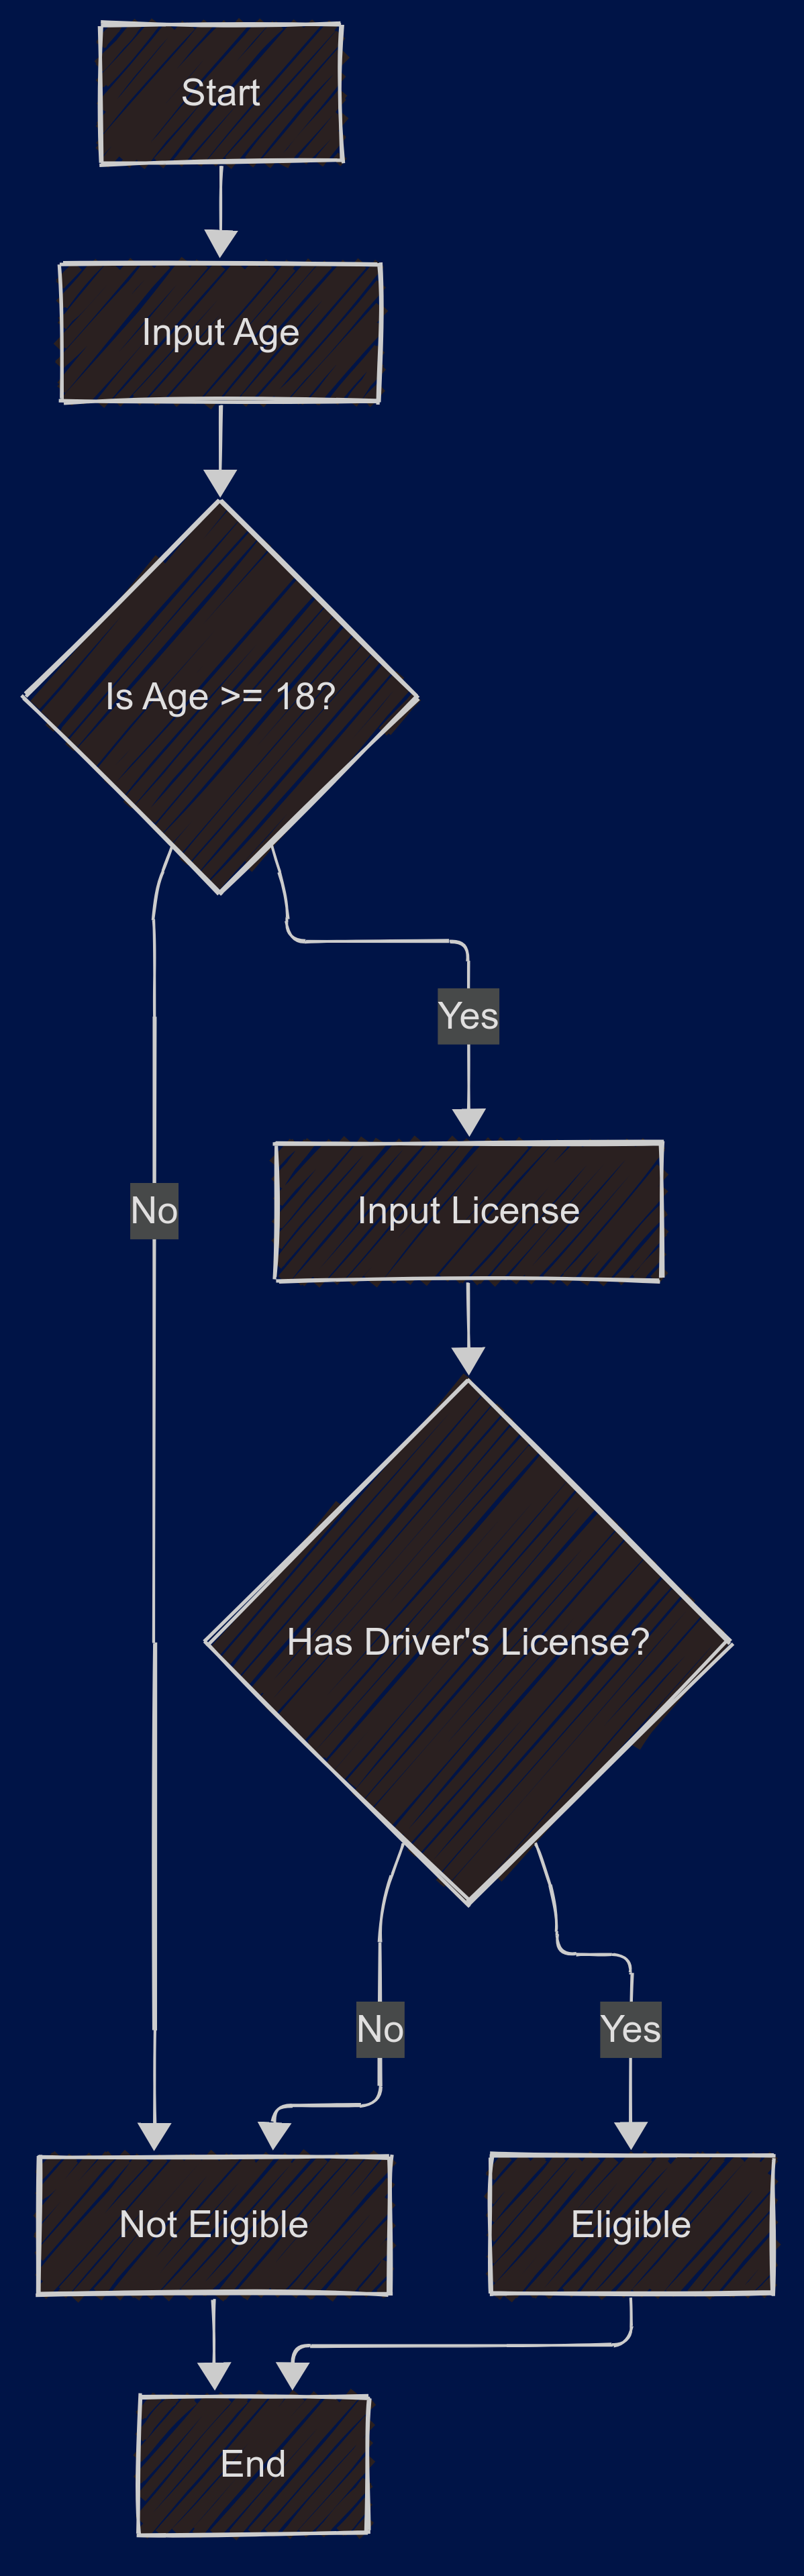 Start
Input Age
Is Age >= 18?
Yes
No
Input License
Has Driver's License?
No
Yes
Not Eligible
Eligible
End